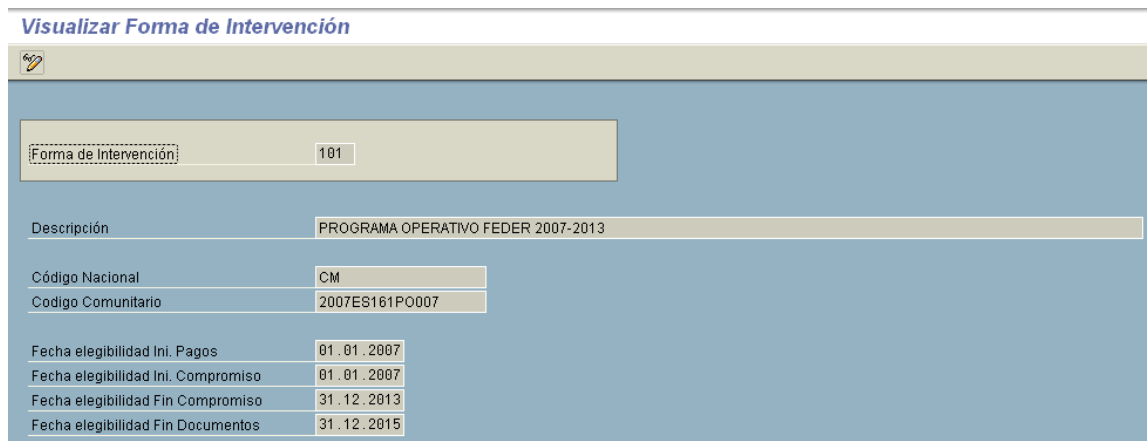 Visualizar Forma de Intervención
Forma de Intervención 101
Descripción PROGRAMA OPERATIVO FEDER 2007-2013
Código Nacional CM
Codigo Comunitario 2007ES161PO007
Fecha elegibilidad Ini. Pagos 01.01.2007
Fecha elegibilidad Ini. Compromiso 01.01.2007
Fecha elegibilidad Fin Compromiso 31.12.2013
Fecha elegibilidad Fin Documentos 31.12.2015